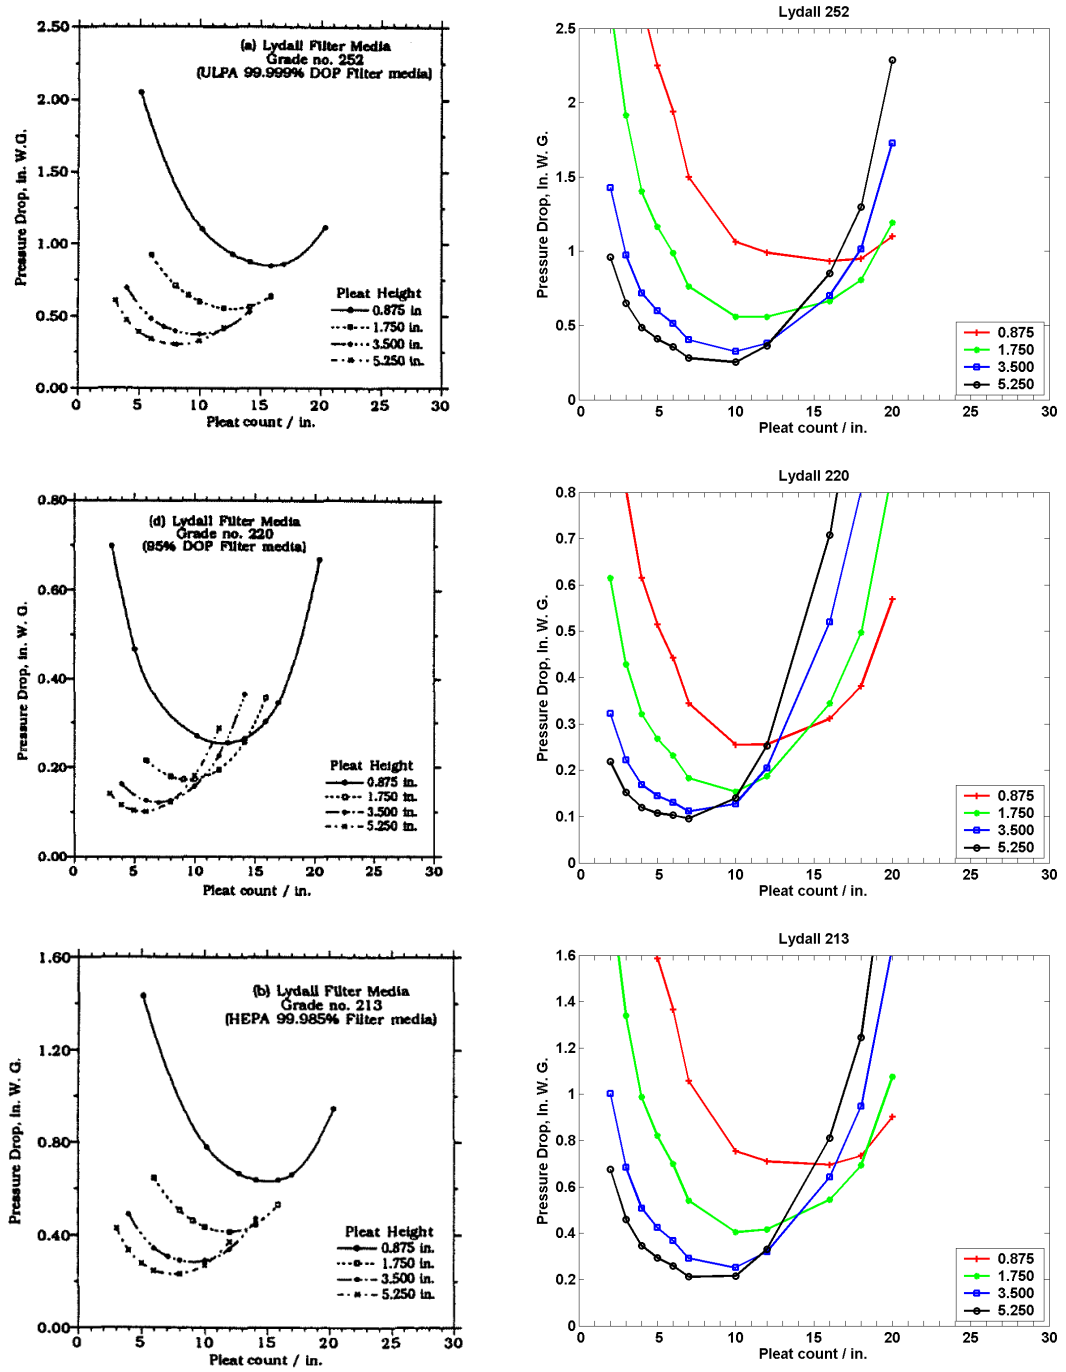 (a) Lydall Filter Media
Grade no. 252
(ULPA 99.999% DOP Filter media)
Pressure Drop, in. W.G.
2.50
2.00
1.50
1.00
0.50
0.00
Pleat Height
0.875 in
1.750 in.
3.500 in.
5.250 in.
0 5 10 15 20 25 30
Pleat count / in.
Lydall 252
Pressure Drop, In. W. G.
2.5
2
1.5
1
0.5
0
0.875
1.750
3.500
5.250
0 5 10 15 20 25 30
Pleat count / in.
(d) Lydall Filter Media
Grade no. 220
(95% DOP Filter media)
Pressure Drop, in. W. G.
0.80
0.60
0.40
0.20
0.00
Pleat Height
0.875 in.
1.750 in.
3.500 in.
5.250 in.
0 5 10 15 20 25 30
Pleat count / in.
Lydall 220
Pressure Drop, In. W. G.
0.8
0.7
0.6
0.5
0.4
0.3
0.2
0.1
0
0.875
1.750
3.500
5.250
0 5 10 15 20 25 30
Pleat count / in.
(b) Lydall Filter Media
Grade no. 213
(HEPA 99.985% Filter media)
Pressure Drop, in. W. G.
1.60
1.20
0.80
0.40
0.00
Pleat Height
0.875 in.
1.750 in.
3.500 in.
5.250 in.
0 5 10 15 20 25 30
Pleat count / in.
Lydall 213
Pressure Drop, In. W. G.
1.6
1.4
1.2
1
0.8
0.6
0.4
0.2
0
0.875
1.750
3.500
5.250
0 5 10 15 20 25 30
Pleat count / in.